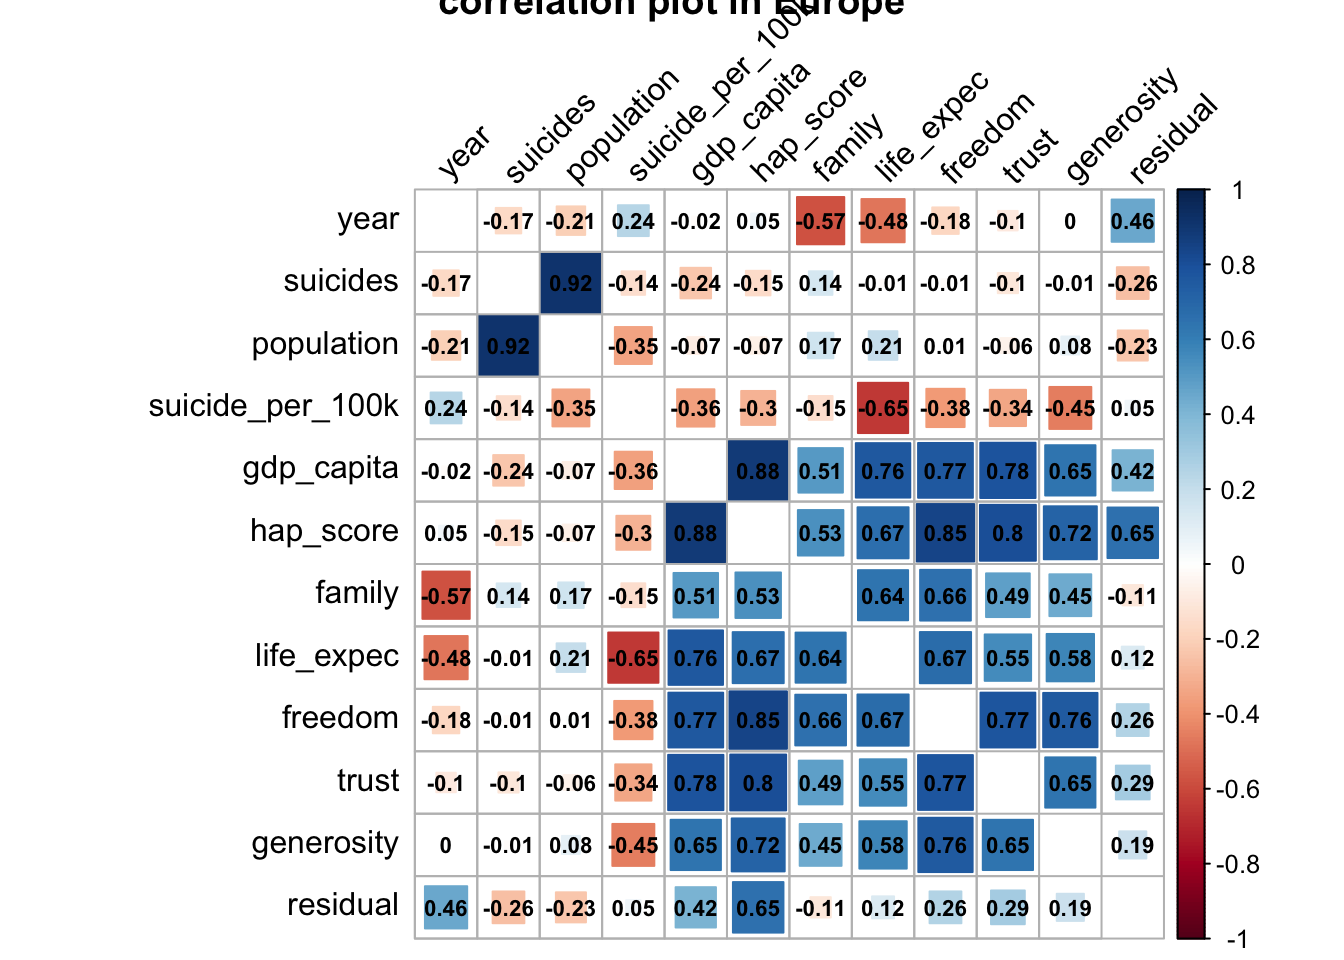 correlation plot in Europe
year
suicides
population
suicide_per_100k
gdp_capita
hap_score
family
life_expec
freedom
trust
generosity
residual
year -0.17 -0.21 0.24 -0.02 0.05 -0.57 -0.48 -0.18 -0.1 0 0.46
suicides -0.17 0.92 -0.14 -0.24 -0.15 0.14 -0.01 -0.01 -0.1 -0.01 -0.26
population -0.21 0.92 -0.35 -0.07 -0.07 0.17 0.21 0.01 -0.06 0.08 -0.23
suicide_per_100k 0.24 -0.14 -0.35 -0.36 -0.3 -0.15 -0.65 -0.38 -0.34 -0.45 0.05
gdp_capita -0.02 -0.24 -0.07 -0.36 0.88 0.51 0.76 0.77 0.78 0.65 0.42
hap_score 0.05 -0.15 -0.07 -0.3 0.88 0.53 0.67 0.85 0.8 0.72 0.65
family -0.57 0.14 0.17 -0.15 0.51 0.53 0.64 0.66 0.49 0.45 -0.11
life_expec -0.48 -0.01 0.21 -0.65 0.76 0.67 0.64 0.67 0.55 0.58 0.12
freedom -0.18 -0.01 0.01 -0.38 0.77 0.85 0.66 0.67 0.77 0.76 0.26
trust -0.1 -0.1 -0.06 -0.34 0.78 0.8 0.49 0.55 0.77 0.65 0.29
generosity 0 -0.01 0.08 -0.45 0.65 0.72 0.45 0.58 0.76 0.65 0.19
residual 0.46 -0.26 -0.23 0.05 0.42 0.65 -0.11 0.12 0.26 0.29 0.19
1
0.8
0.6
0.4
0.2
0
-0.2
-0.4
-0.6
-0.8
-1